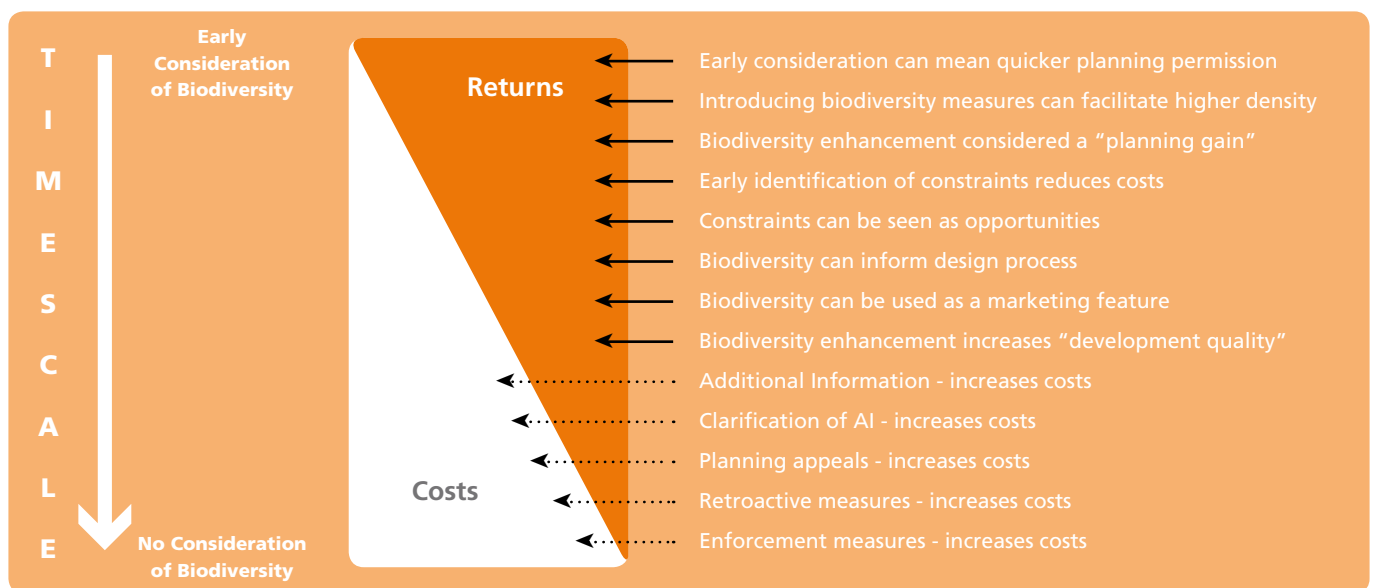 T
I
M
E
S
C
A
L
E
Early
Consideration
of Biodiversity
No Consideration
of Biodiversity
Returns
Costs
Early consideration can mean quicker planning permission
Introducing biodiversity measures can facilitate higher density
Biodiversity enhancement considered a “planning gain”
Early identification of constraints reduces costs
Constraints can be seen as opportunities
Biodiversity can inform design process
Biodiversity can be used as a marketing feature
Biodiversity enhancement increases “development quality”
Additional Information - increases costs
Clarification of AI - increases costs
Planning appeals - increases costs
Retroactive measures - increases costs
Enforcement measures - increases costs